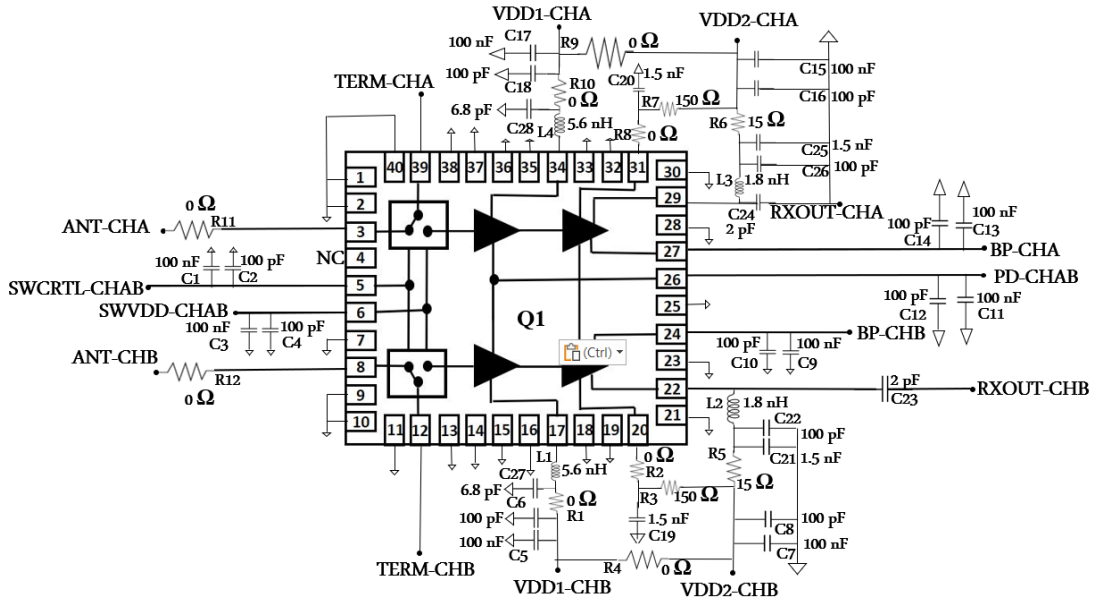 VDD1-CHA
VDD2-CHA
100 nF C17 R9 0 Ω
100 pF C18 R10 0 Ω
C20 1.5 nF
C15 100 nF
C16 100 pF
TERM-CHA
6.8 pF C28 L4 5.6 nH
R7 150 Ω
R8 0 Ω
R6 15 Ω
C25 1.5 nF
C26 100 pF
L3 1.8 nH
C24 2 pF
RXOUT-CHA
40 39 38 37 36 35 34 33 32 31
1
2
3
4
5
6
7
8
9
10
30
29
28
27
26
25
24
23
22
21
0 Ω
R11
ANT-CHA
NC
100 nF C1
100 pF C2
SWCRTL-CHAB
SWVDD-CHAB
100 nF C3
100 pF C4
ANT-CHB
R12
0 Ω
Q1
(Ctrl)
100 pF C14
100 nF C13
BP-CHA
PD-CHAB
100 pF C12
100 nF C11
BP-CHB
100 pF C10
100 nF C9
2 pF C23
RXOUT-CHB
11 12 13 14 15 16 17 18 19 20
L2 1.8 nH
C22 100 pF
C21 1.5 nF
R5 15 Ω
L1 5.6 nH
C27
6.8 pF C6
0 Ω R1
100 pF
100 nF C5
0 Ω R2
R3 150 Ω
1.5 nF C19
C8 100 pF
C7 100 nF
R4 0 Ω
TERM-CHB
VDD1-CHB
VDD2-CHB